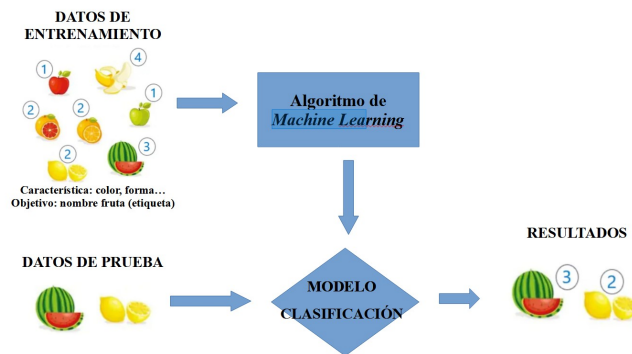 DATOS DE
ENTRENAMIENTO
1
4
1
2
2
2
3
Característica: color, forma…
Objetivo: nombre fruta (etiqueta)
Algoritmo de
Machine Learning
DATOS DE PRUEBA
MODELO
CLASIFICACIÓN
RESULTADOS
3
2